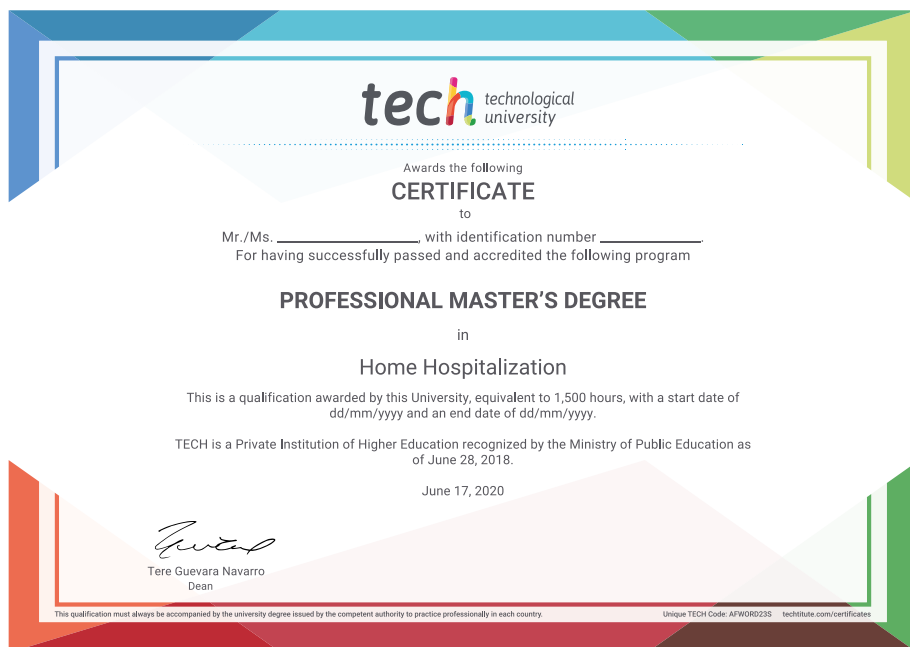 tech technological
university
Awards the following
CERTIFICATE
to
Mr./Ms. ____________________, with identification number ______________.
For having successfully passed and accredited the following program
PROFESSIONAL MASTER'S DEGREE
in
Home Hospitalization
This is a qualification awarded by this University, equivalent to 1,500 hours, with a start date of
dd/mm/yyyy and an end date of dd/mm/yyyy.
TECH is a Private Institution of Higher Education recognized by the Ministry of Public Education as
of June 28, 2018.
June 17, 2020
Tere Guevara Navarro
Dean
This qualification must always be accompanied by the university degree issued by the competent authority to practice professionally in each country. Unique TECH Code: AFWORD23S techtitute.com/certificates